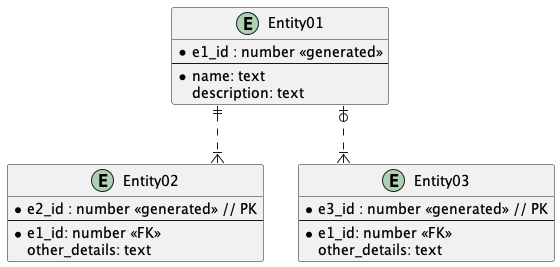 E Entity01
• e1_id : number «generated»
• name: text
description: text
E Entity02
• e2_id : number «generated» // PK
• e1_id: number «FK»
other_details: text
E Entity03
• e3_id : number «generated» // PK
• e1_id: number «FK»
other_details: text